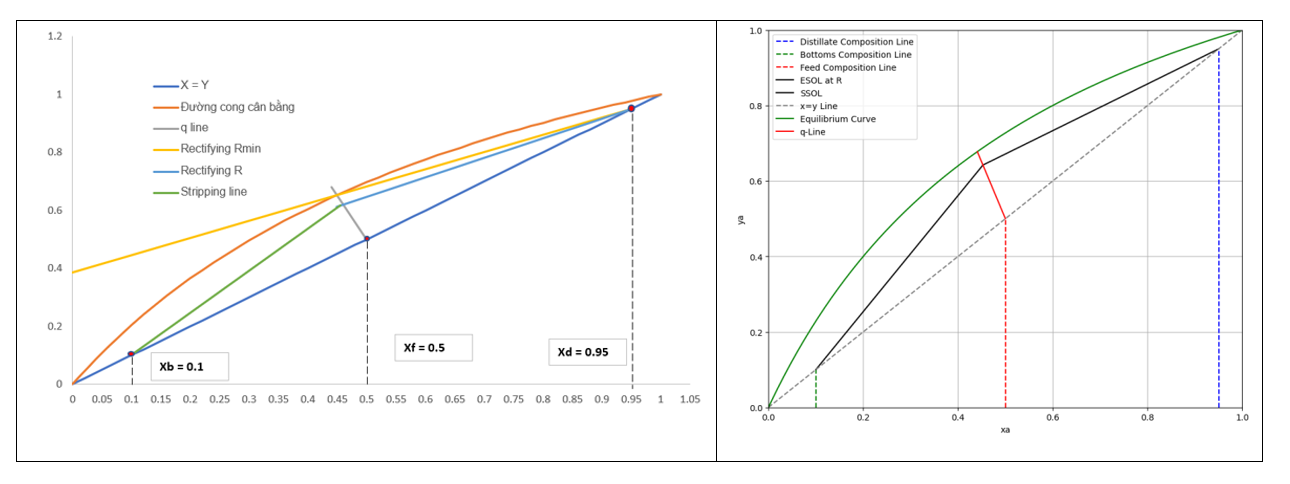 1.2
1
0.8
0.6
0.4
0.2
0
X = Y
Đường cong cân bằng
q line
Rectifying Rmin
Rectifying R
Stripping line
Xb = 0.1
Xf = 0.5
Xd = 0.95
0 0.05 0.1 0.15 0.2 0.25 0.3 0.35 0.4 0.45 0.5 0.55 0.6 0.65 0.7 0.75 0.8 0.85 0.9 0.95 1 1.05
1.0
0.8
0.6
0.4
0.2
0.0
ya
Distillate Composition Line
Bottoms Composition Line
Feed Composition Line
ESOL at R
SSOL
x=y Line
Equilibrium Curve
q-Line
0.0 0.2 0.4 0.6 0.8 1.0
xa